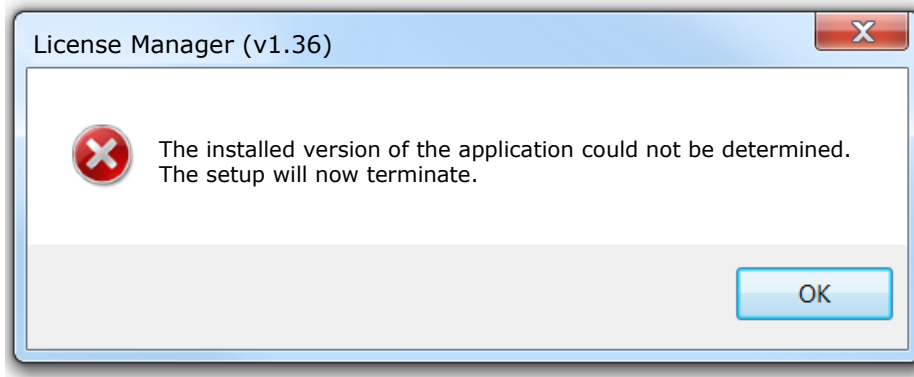 License Manager (v1.36)
The installed version of the application could not be determined.
The setup will now terminate.
OK